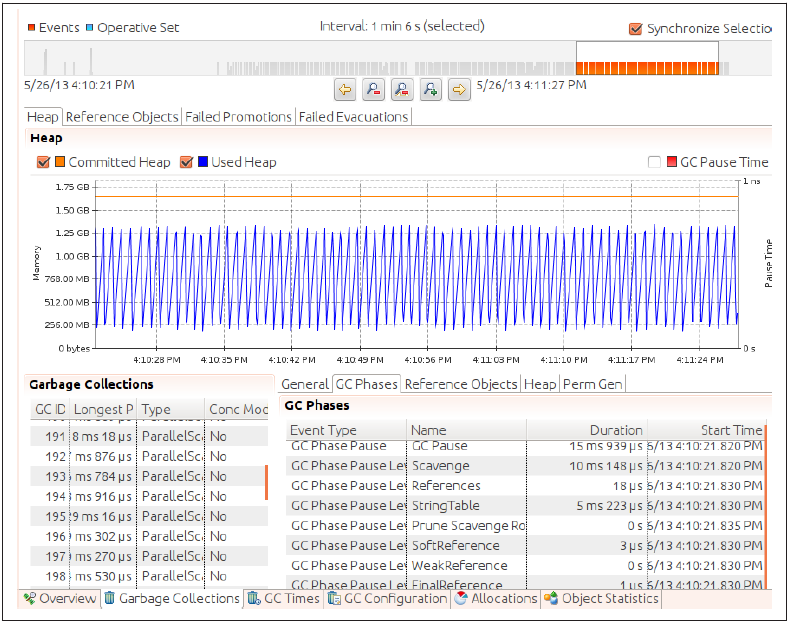 Events Operative Set Interval: 1 min 6 s (selected) Synchronize Selectio
5/26/13 4:10:21 PM 5/26/13 4:11:27 PM
Heap Reference Objects Failed Promotions Failed Evacuations
Heap
Committed Heap Used Heap GC Pause Time
1.75 GB
1 ns
1.50 GB
1.25 GB
1.00 GB
768.00 MB
512.00 MB
256.00 MB
0 bytes
0 s
Memory
Pause Time
4:10:28 PM 4:10:35 PM 4:10:42 PM 4:10:49 PM 4:10:56 PM 4:11:03 PM 4:11:10 PM 4:11:17 PM 4:11:24 PM
Garbage Collections
GC ID Longest P Type Conc Moc
191 8 ms 18 µs ParallelSc No
192 ms 876 µs ParallelSc No
193 ms 784 µs ParallelSc No
194 ms 916 µs ParallelSc No
195 9 ms 16 µs ParallelSc No
196 ms 302 µs ParallelSc No
197 ms 270 µs ParallelSc No
198 ms 530 µs ParallelSc No
General GC Phases Reference Objects Heap Perm Gen
GC Phases
Event Type Name Duration Start Time
GC Phase Pause GC Pause 15 ms 939 µs 6/13 4:10:21.820 PM
GC Phase Pause Lev Scavenge 10 ms 148 µs 6/13 4:10:21.820 PM
GC Phase Pause Lev References 18 µs 6/13 4:10:21.830 PM
GC Phase Pause Lev StringTable 5 ms 223 µs 6/13 4:10:21.830 PM
GC Phase Pause Lev Prune Scavenge Ro 0 s 6/13 4:10:21.835 PM
GC Phase Pause Lev SoftReference 3 µs 6/13 4:10:21.830 PM
GC Phase Pause Lev WeakReference 0 s 6/13 4:10:21.830 PM
GC Phase Pause Lev FinalReference 1 µs 6/13 4:10:21.830 PM
Overview Garbage Collections GC Times GC Configuration Allocations Object Statistics